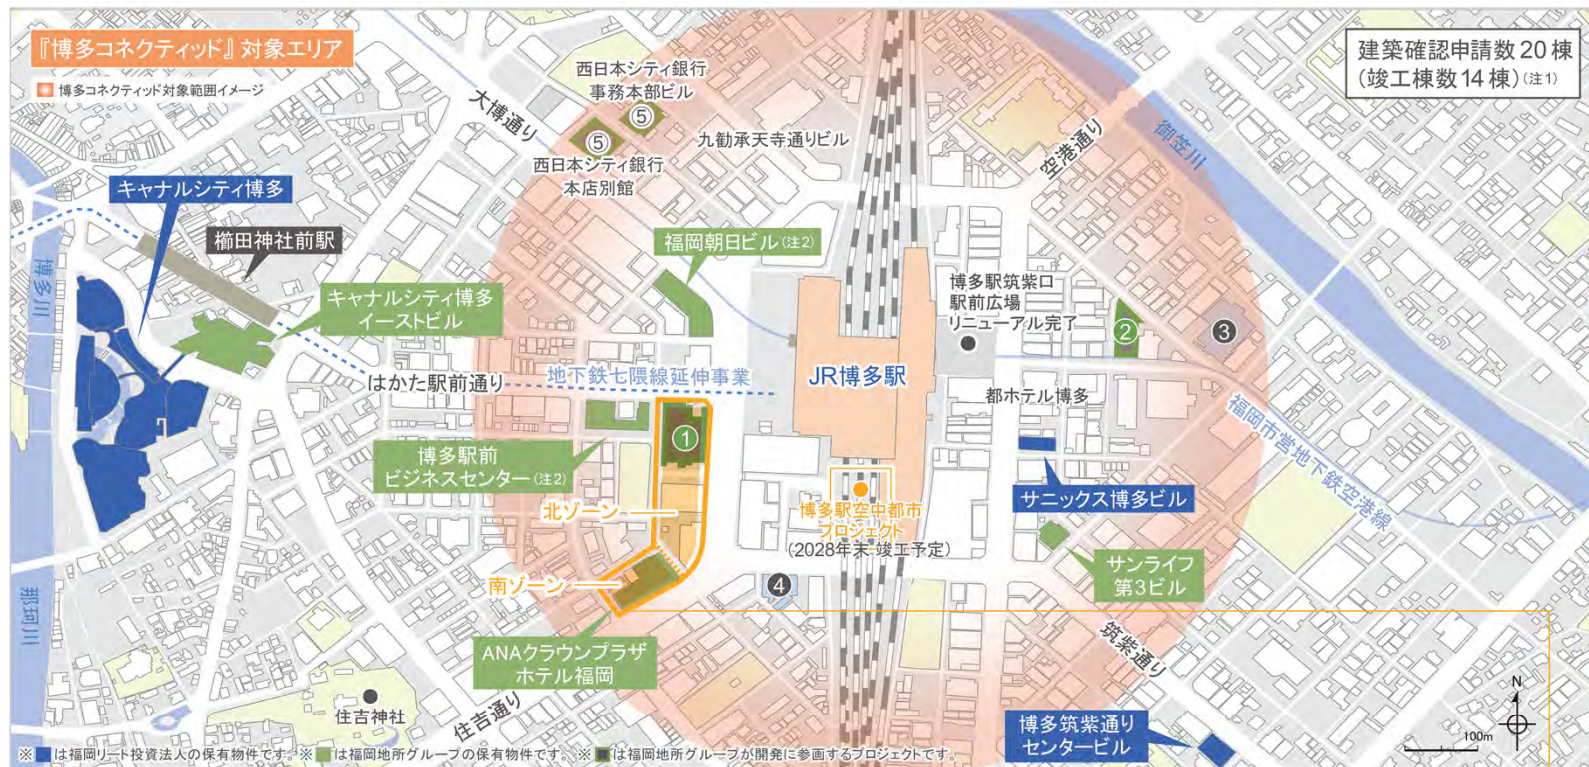 『博多コネクティッド』対象エリア
博多コネクティッド対象範囲イメージ
建築確認申請数20棟
(竣工棟数14棟)(注1)
西日本シティ銀行
事務本部ビル
⑤
⑤
西日本シティ銀行
本店別館
大博通り
九勧承天寺通りビル
空港通り
御笠川
キャナルシティ博多
櫛田神社前駅
博多川
キャナルシティ博多
イーストビル
福岡朝日ビル(注2)
博多駅筑紫口
駅前広場
リニューアル完了
2
3
はかた駅前通り
地下鉄七隈線延伸事業
JR博多駅
都ホテル博多
福岡市営地下鉄空港線
1
博多駅前
ビジネスセンター(注2)
サニックス博多ビル
北ゾーン
博多駅空中都市
プロジェクト
(2028年末 竣工予定)
南ゾーン
4
サンライフ
第3ビル
那珂川
ANAクラウンプラザ
ホテル福岡
筑紫通り
住吉神社
住吉通り
博多筑紫通り
センタービル
N
100m
※■は福岡リート投資法人の保有物件です。※■は福岡地所グループの保有物件です。※■は福岡地所グループが開発に参画するプロジェクトです。